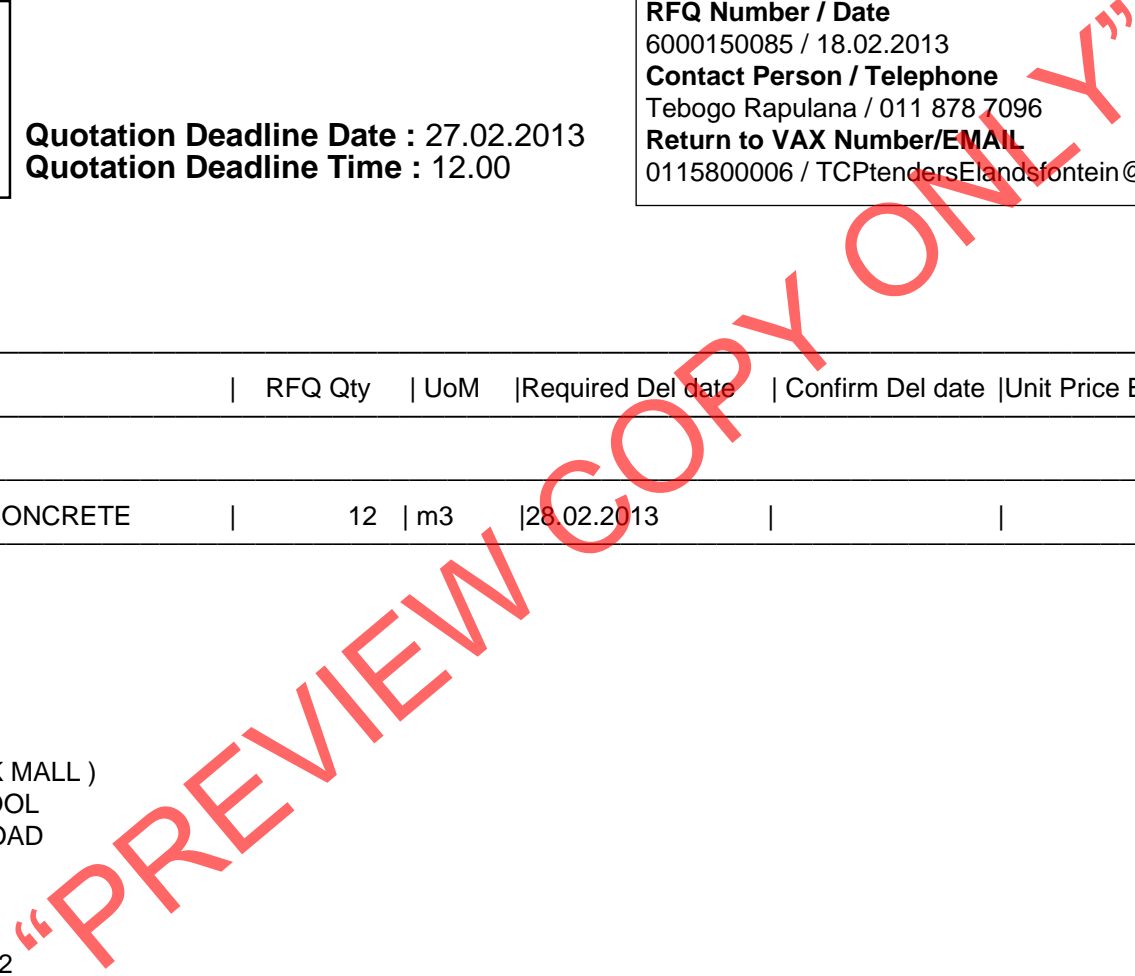 RFQ Number / Date
6000150085 / 18.02.2013
Contact Person / Telephone
Tebogo Rapulana / 011 878 7096
Return to VAX Number/EMAIL
0115800006 / TCPtendersElandsfontein@
Quotation Deadline Date : 27.02.2013
Quotation Deadline Time : 12.00
| RFQ Qty | UoM |Required Del date | Confirm Del date |Unit Price
ONCRETE | 12 | m3 |28.02.2013 | |
MALL )
OOL
OAD
2
“PREVIEW COPY ONLY”